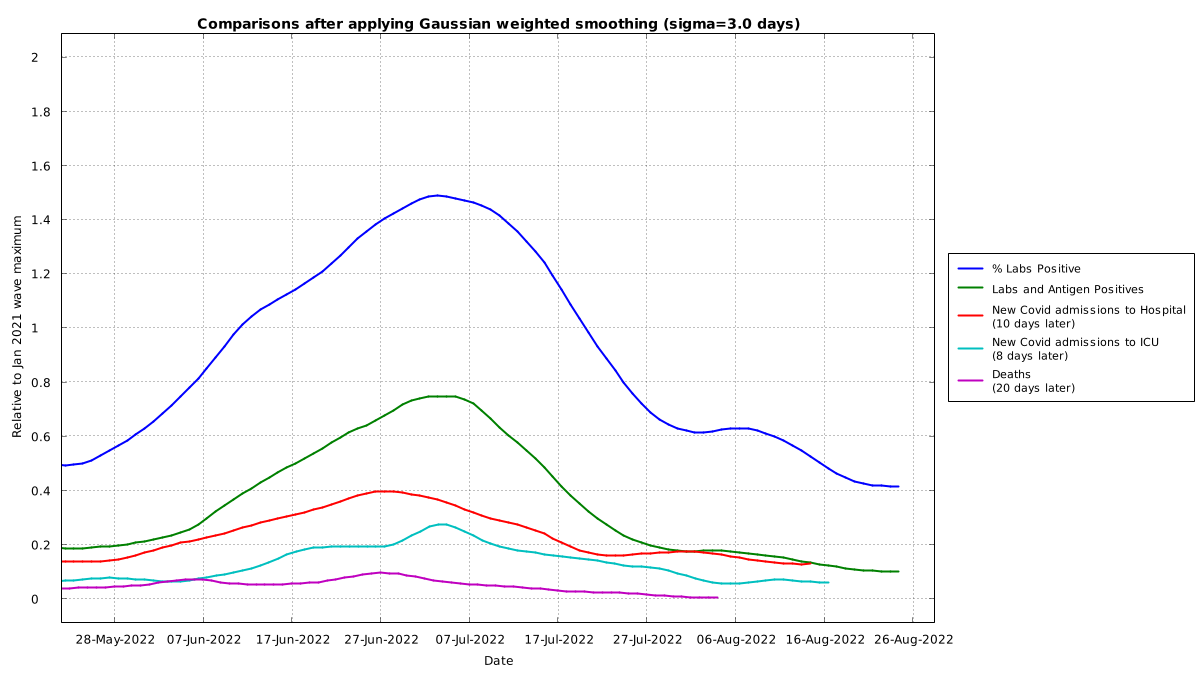 Comparisons after applying Gaussian weighted smoothing (sigma=3.0 days)
Relative to Jan 2021 wave maximum
2
1.8
1.6
1.4
1.2
1
0.8
0.6
0.4
0.2
0
28-May-2022
07-Jun-2022
17-Jun-2022
27-Jun-2022
07-Jul-2022
17-Jul-2022
27-Jul-2022
06-Aug-2022
16-Aug-2022
26-Aug-2022
Date
% Labs Positive
Labs and Antigen Positives
New Covid admissions to Hospital
(10 days later)
New Covid admissions to ICU
(8 days later)
Deaths
(20 days later)